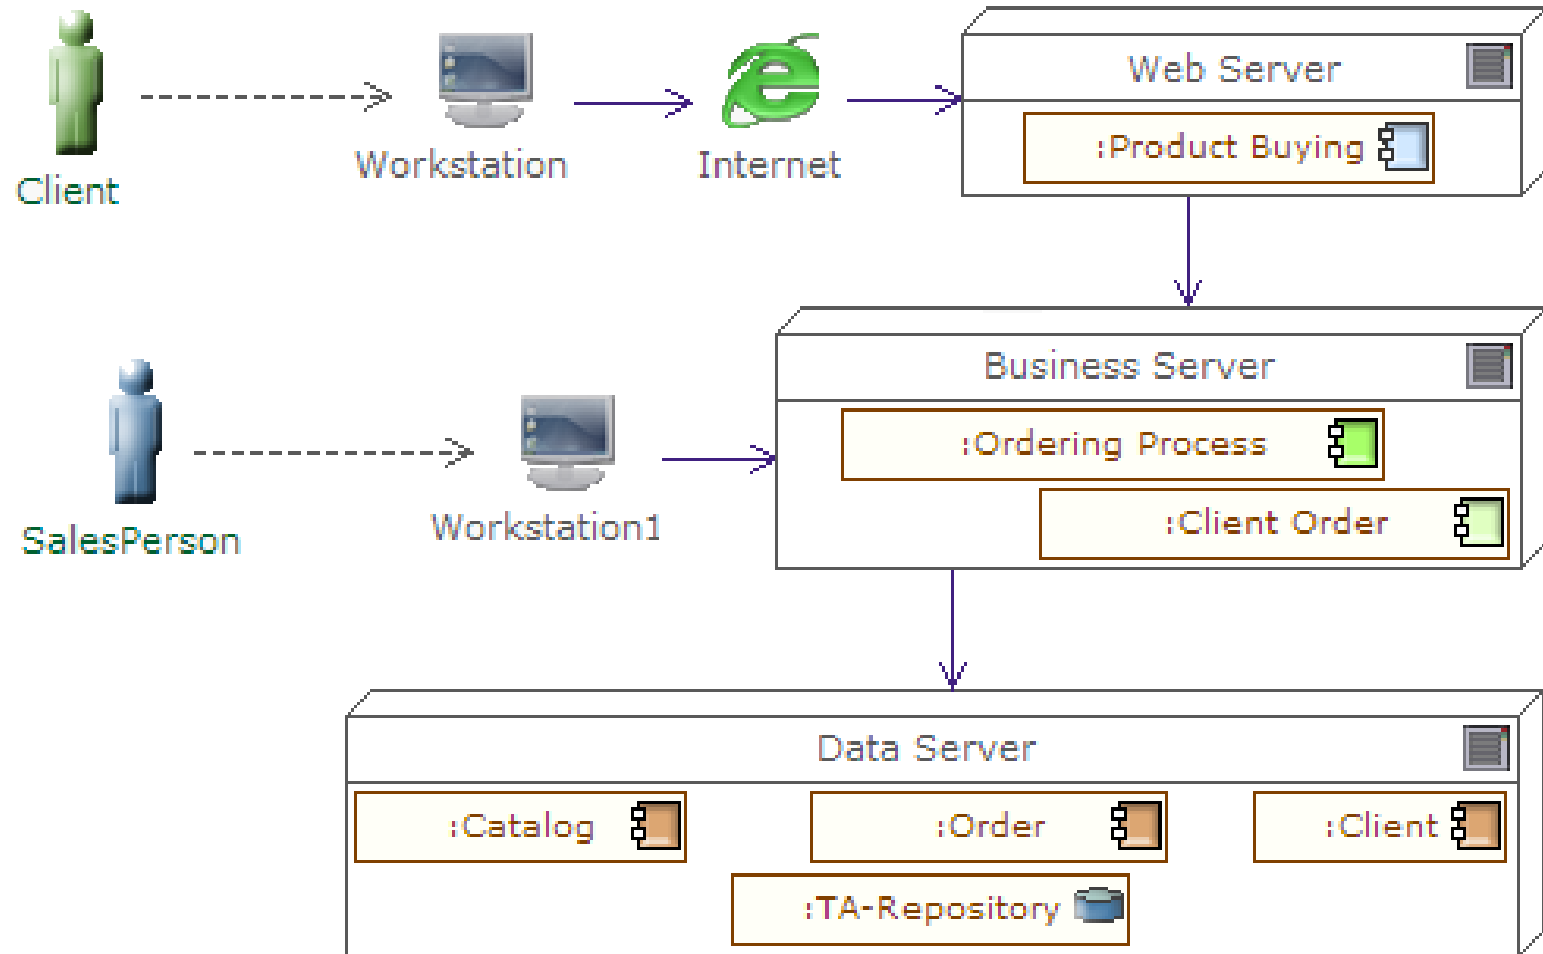 Client
Workstation
Internet
Web Server
:Product Buying
SalesPerson
Workstation1
Business Server
:Ordering Process
:Client Order
Data Server
:Catalog
:Order
:Client
:TA-Repository